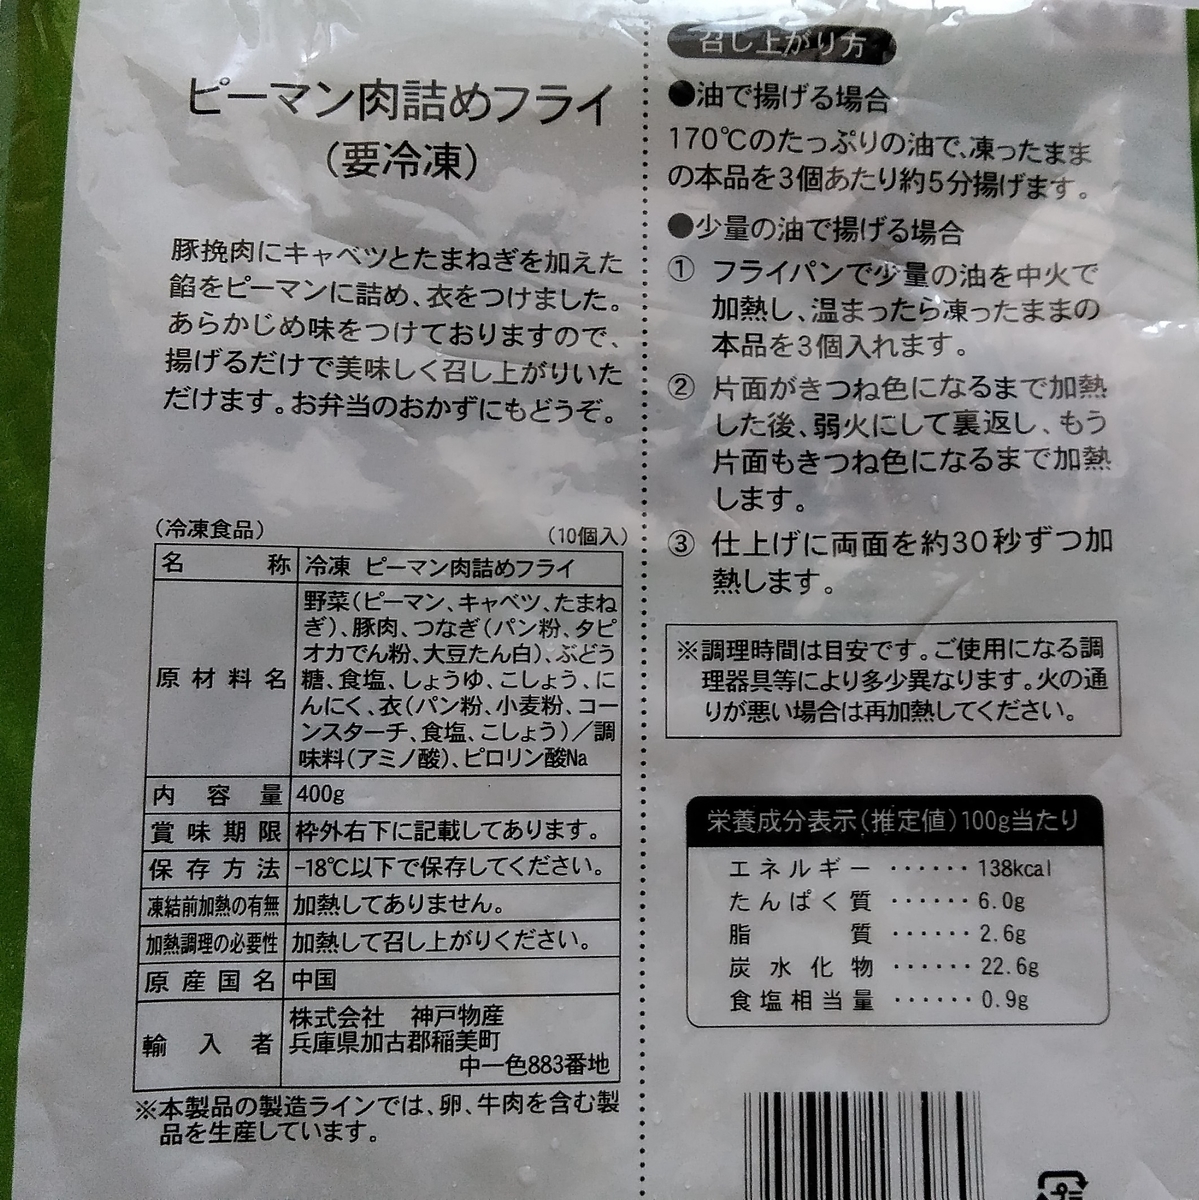 ピーマン肉詰めフライ
(要冷凍)
豚挽肉にキャベツとたまねぎを加えた
餡をピーマンに詰め、衣をつけました。
あらかじめ味をつけておりますので、
揚げるだけで美味しく召し上がりいた
だけます。お弁当のおかずにもどうぞ。
(冷凍食品) (10個入)
名称 冷凍 ピーマン肉詰めフライ
原材料名 野菜(ピーマン、キャベツ、たまね
ぎ)、豚肉、つなぎ(パン粉、タピ
オカでん粉、大豆たん白)、ぶどう
糖、食塩、しょうゆ、こしょう、に
んにく、衣(パン粉、小麦粉、コー
ンスターチ、食塩、こしょう)/調
味料(アミノ酸)、ピロリン酸Na
内容量 400g
賞味期限 枠外右下に記載してあります。
保存方法 -18℃以下で保存してください。
凍結前加熱の有無 加熱してありません。
加熱調理の必要性 加熱して召し上がりください。
原産国名 中国
輸入者 株式会社 神戸物産
兵庫県加古郡稲美町
中一色883番地
※本製品の製造ラインでは、卵、牛肉を含む製
品を生産しています。
召し上がり方
●油で揚げる場合
170℃のたっぷりの油で、凍ったまま
の本品を3個あたり約5分揚げます。
●少量の油で揚げる場合
① フライパンで少量の油を中火で
加熱し、温まったら凍ったままの
本品を3個入れます。
② 片面がきつね色になるまで加熱
した後、弱火にして裏返し、もう
片面もきつね色になるまで加熱
します。
③ 仕上げに両面を約30秒ずつ加
熱します。
※調理時間は目安です。ご使用になる調
理器具等により多少異なります。火の通
りが悪い場合は再加熱してください。
栄養成分表示(推定値)100g当たり
エネルギー ・・・・・・ 138kcal
たんぱく質 ・・・・・・ 6.0g
脂質 ・・・・・・ 2.6g
炭水化物 ・・・・・・ 22.6g
食塩相当量 ・・・・・・ 0.9g